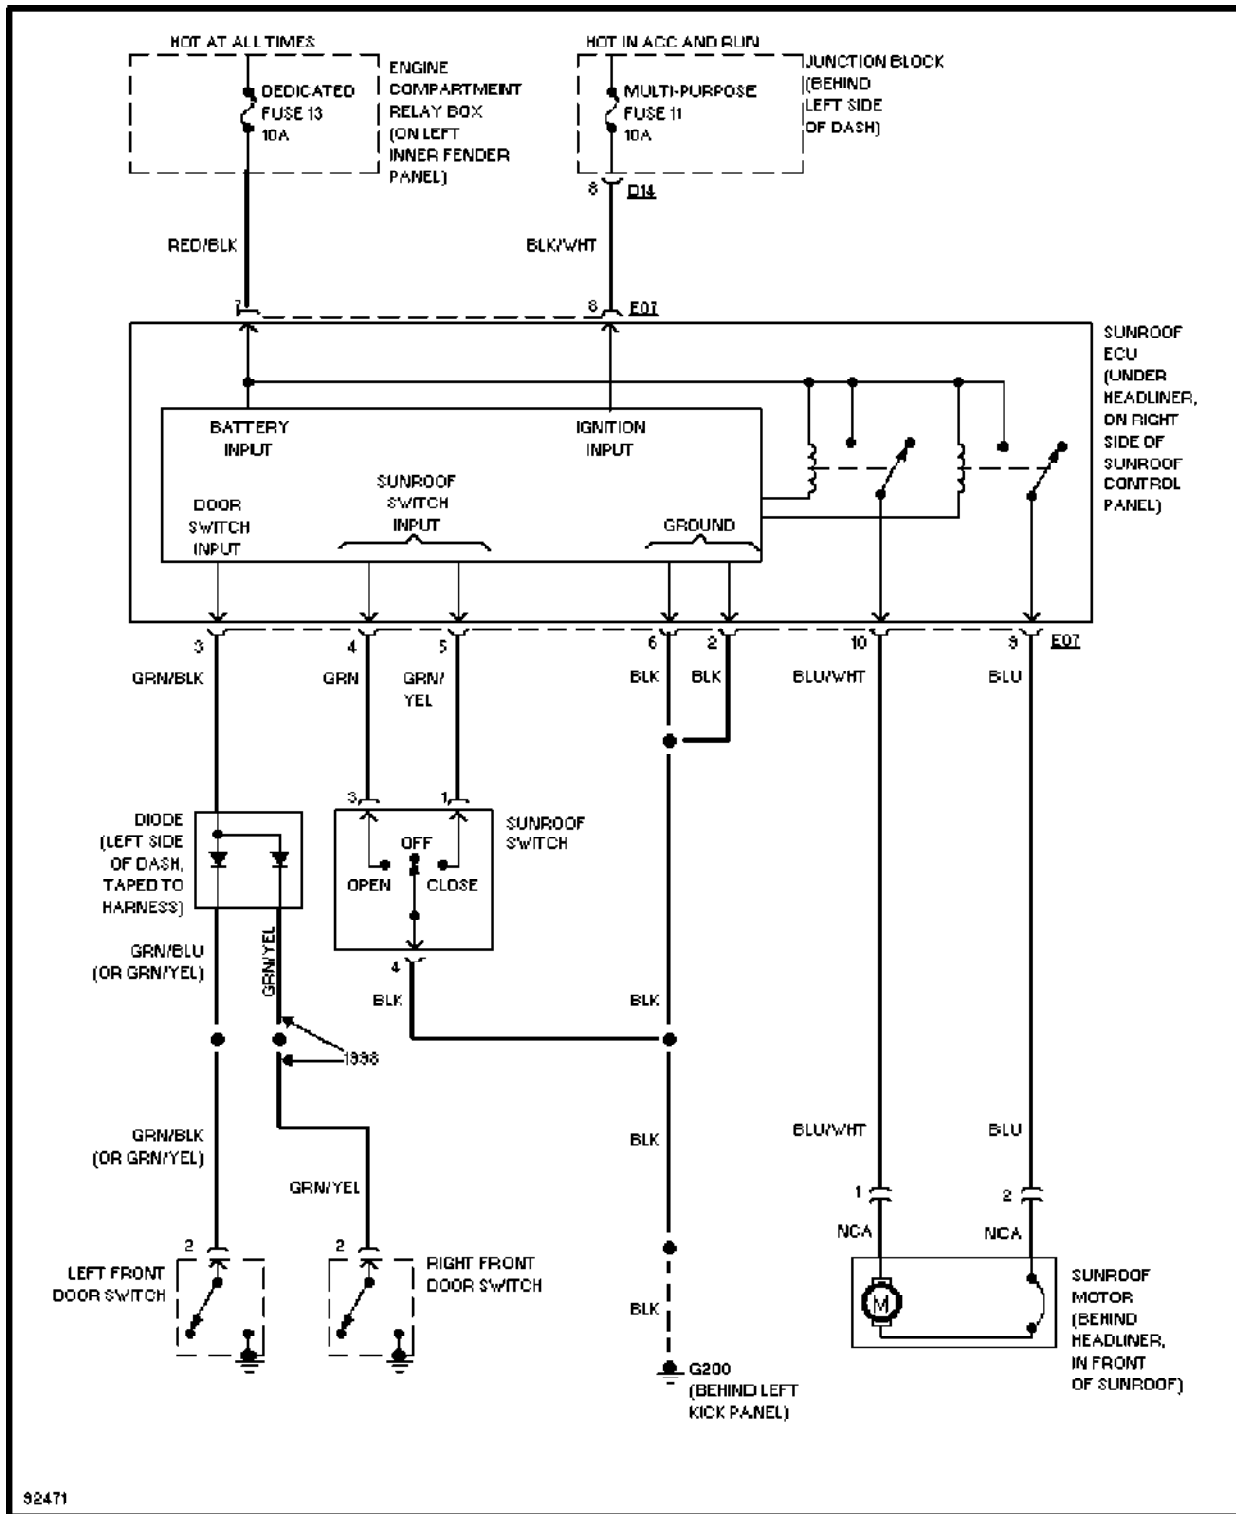 HOT AT ALL TIMES
HOT IN ACC AND RUN
DEDICATED
FUSE 13
10A
ENGINE
COMPARTMENT
RELAY BOX
(ON LEFT
INNER FENDER
PANEL)
MULTI-PURPOSE
FUSE 11
10A
JUNCTION BLOCK
(BEHIND
LEFT SIDE
OF DASH)
8 D14
RED/BLK
BLK/WHT
7
8 E07
SUNROOF
ECU
(UNDER
HEADLINER,
ON RIGHT
SIDE OF
SUNROOF
CONTROL
PANEL)
BATTERY
INPUT
IGNITION
INPUT
DOOR
SWITCH
INPUT
SUNROOF
SWITCH
INPUT
GROUND
3 4 5 6 2 10 9 E07
GRN/BLK
GRN
GRN/
YEL
BLK
BLK
BLU/WHT
BLU
DIODE
(LEFT SIDE
OF DASH,
TAPED TO
HARNESS)
3 1
SUNROOF
SWITCH
OFF
OPEN
CLOSE
GRN/BLU
(OR GRN/YEL)
GRN/YEL
4
BLK
BLK
1998
GRN/BLK
(OR GRN/YEL)
GRN/YEL
BLK
BLU/WHT
BLU
1 2
NCA
NCA
2
LEFT FRONT
DOOR SWITCH
2
RIGHT FRONT
DOOR SWITCH
BLK
M
SUNROOF
MOTOR
(BEHIND
HEADLINER,
IN FRONT
OF SUNROOF)
G200
(BEHIND LEFT
KICK PANEL)
92471